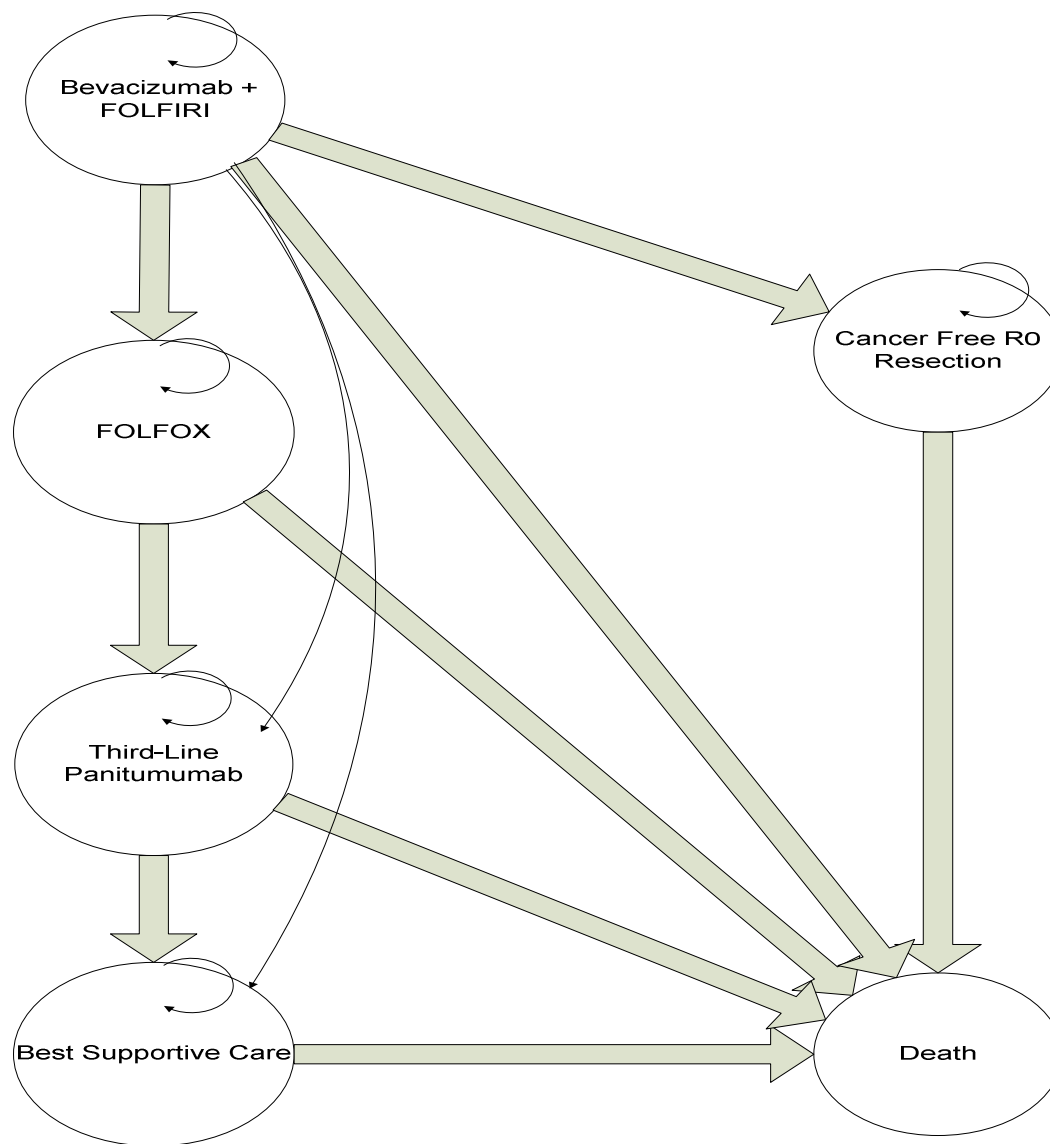 Bevacizumab +
FOLFIRI
Cancer Free R0
Resection
FOLFOX
Third-Line
Panitumumab
Best Supportive Care
Death